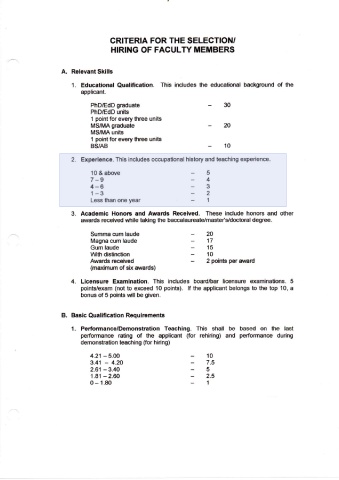 CRITERIA FOR THE SELECTION/
HIRING OF FACULTY MEMBERS
A. Relevant Skills
1. Educational Qualification. This includes the educational background of the
applicant.
PhD/EdD graduate – 30
PhD/EdD units
1 point for every three units
MS/MA graduate – 20
MS/MA units
1 point for every three units
BS/AB – 10
2. Experience. This includes occupational history and teaching experience.
10 & above – 5
7 – 9 – 4
4 – 6 – 3
1 – 3 – 2
Less than one year – 1
3. Academic Honors and Awards Received. These include honors and other
awards received while taking the baccalaureate/master's/doctoral degree.
Summa cum laude – 20
Magna cum laude – 17
Cum laude – 15
With distinction – 10
Awards received – 2 points per award
(maximum of six awards)
4. Licensure Examination. This includes board/bar licensure examinations. 5
points/exam (not to exceed 10 points). If the applicant belongs to the top 10, a
bonus of 5 points will be given.
B. Basic Qualification Requirements
1. Performance/Demonstration Teaching. This shall be based on the last
performance rating of the applicant (for rehiring) and performance during
demonstration teaching (for hiring)
4.21 – 5.00 – 10
3.41 – 4.20 – 7.5
2.61 – 3.40 – 5
1.81 – 2.60 – 2.5
0 – 1.80 – 1